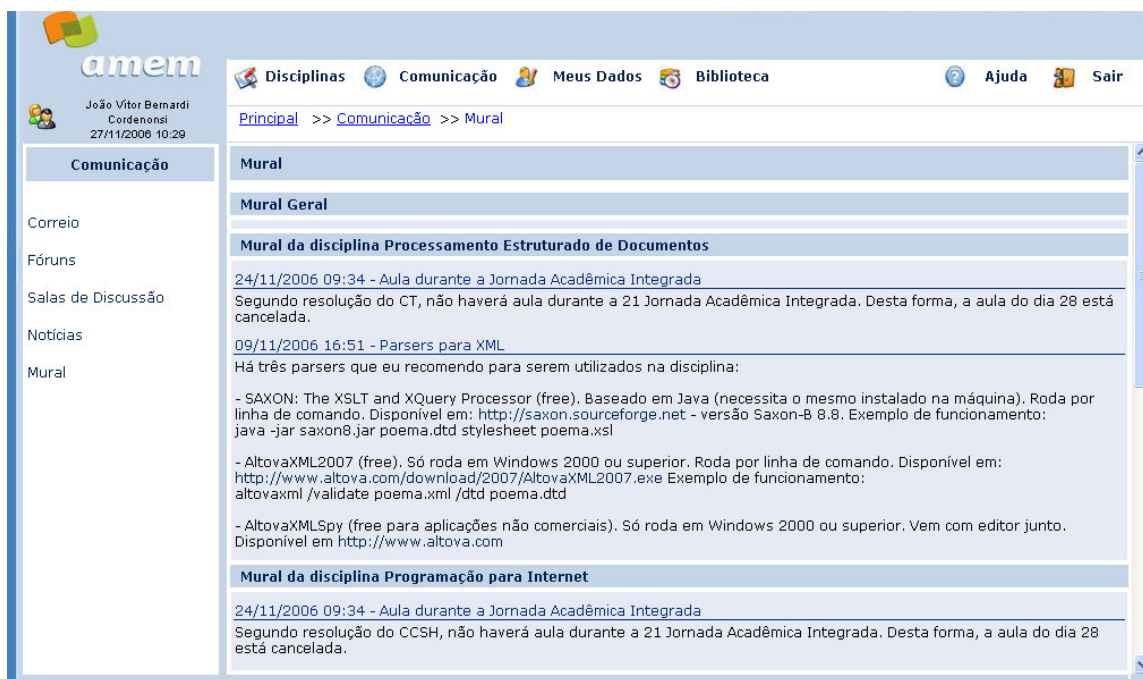 amem
Disciplinas Comunicação Meus Dados Biblioteca Ajuda Sair
João Vitor Bernardi
Cordenonsi
27/11/2006 10:29
Principal >> Comunicação >> Mural
Comunicação
Correio
Fóruns
Salas de Discussão
Notícias
Mural
Mural
Mural Geral
Mural da disciplina Processamento Estruturado de Documentos
24/11/2006 09:34 - Aula durante a Jornada Acadêmica Integrada
Segundo resolução do CT, não haverá aula durante a 21 Jornada Acadêmica Integrada. Desta forma, a aula do dia 28 está
cancelada.
09/11/2006 16:51 - Parsers para XML
Há três parsers que eu recomendo para serem utilizados na disciplina:
- SAXON: The XSLT and XQuery Processor (free). Baseado em Java (necessita o mesmo instalado na máquina). Roda por
linha de comando. Disponível em: http://saxon.sourceforge.net - versão Saxon-B 8.8. Exemplo de funcionamento:
java -jar saxon8.jar poema.dtd stylesheet poema.xsl
- AltovaXML2007 (free). Só roda em Windows 2000 ou superior. Roda por linha de comando. Disponível em:
http://www.altova.com/download/2007/AltovaXML2007.exe Exemplo de funcionamento:
altovaxml /validate poema.xml /dtd poema.dtd
- AltovaXMLSpy (free para aplicações não comerciais). Só roda em Windows 2000 ou superior. Vem com editor junto.
Disponível em http://www.altova.com
Mural da disciplina Programação para Internet
24/11/2006 09:34 - Aula durante a Jornada Acadêmica Integrada
Segundo resolução do CCSH, não haverá aula durante a 21 Jornada Acadêmica Integrada. Desta forma, a aula do dia 28
está cancelada.